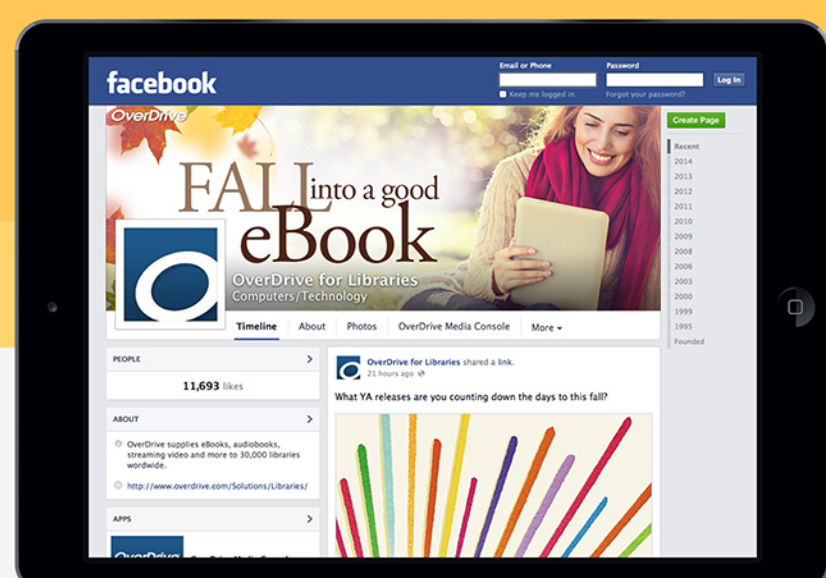 facebook
Email or Phone
Password
Log In
Keep me logged in
Forgot your password?
OverDrive
FALL into a good
eBook
OverDrive for Libraries
Computers/Technology
Create Page
Recent
2014
2013
2012
2011
2010
2009
2008
2006
2003
2000
1999
1995
Founded
Timeline
About
Photos
OverDrive Media Console
More
PEOPLE
11,693 likes
ABOUT
OverDrive supplies eBooks, audiobooks,
streaming video and more to 30,000 libraries
wordwide.
http://www.overdrive.com/Solutions/Libraries/
APPS
OverDrive
OverDrive Media Console
OverDrive for Libraries shared a link.
21 hours ago
What YA releases are you counting down the days to this fall?